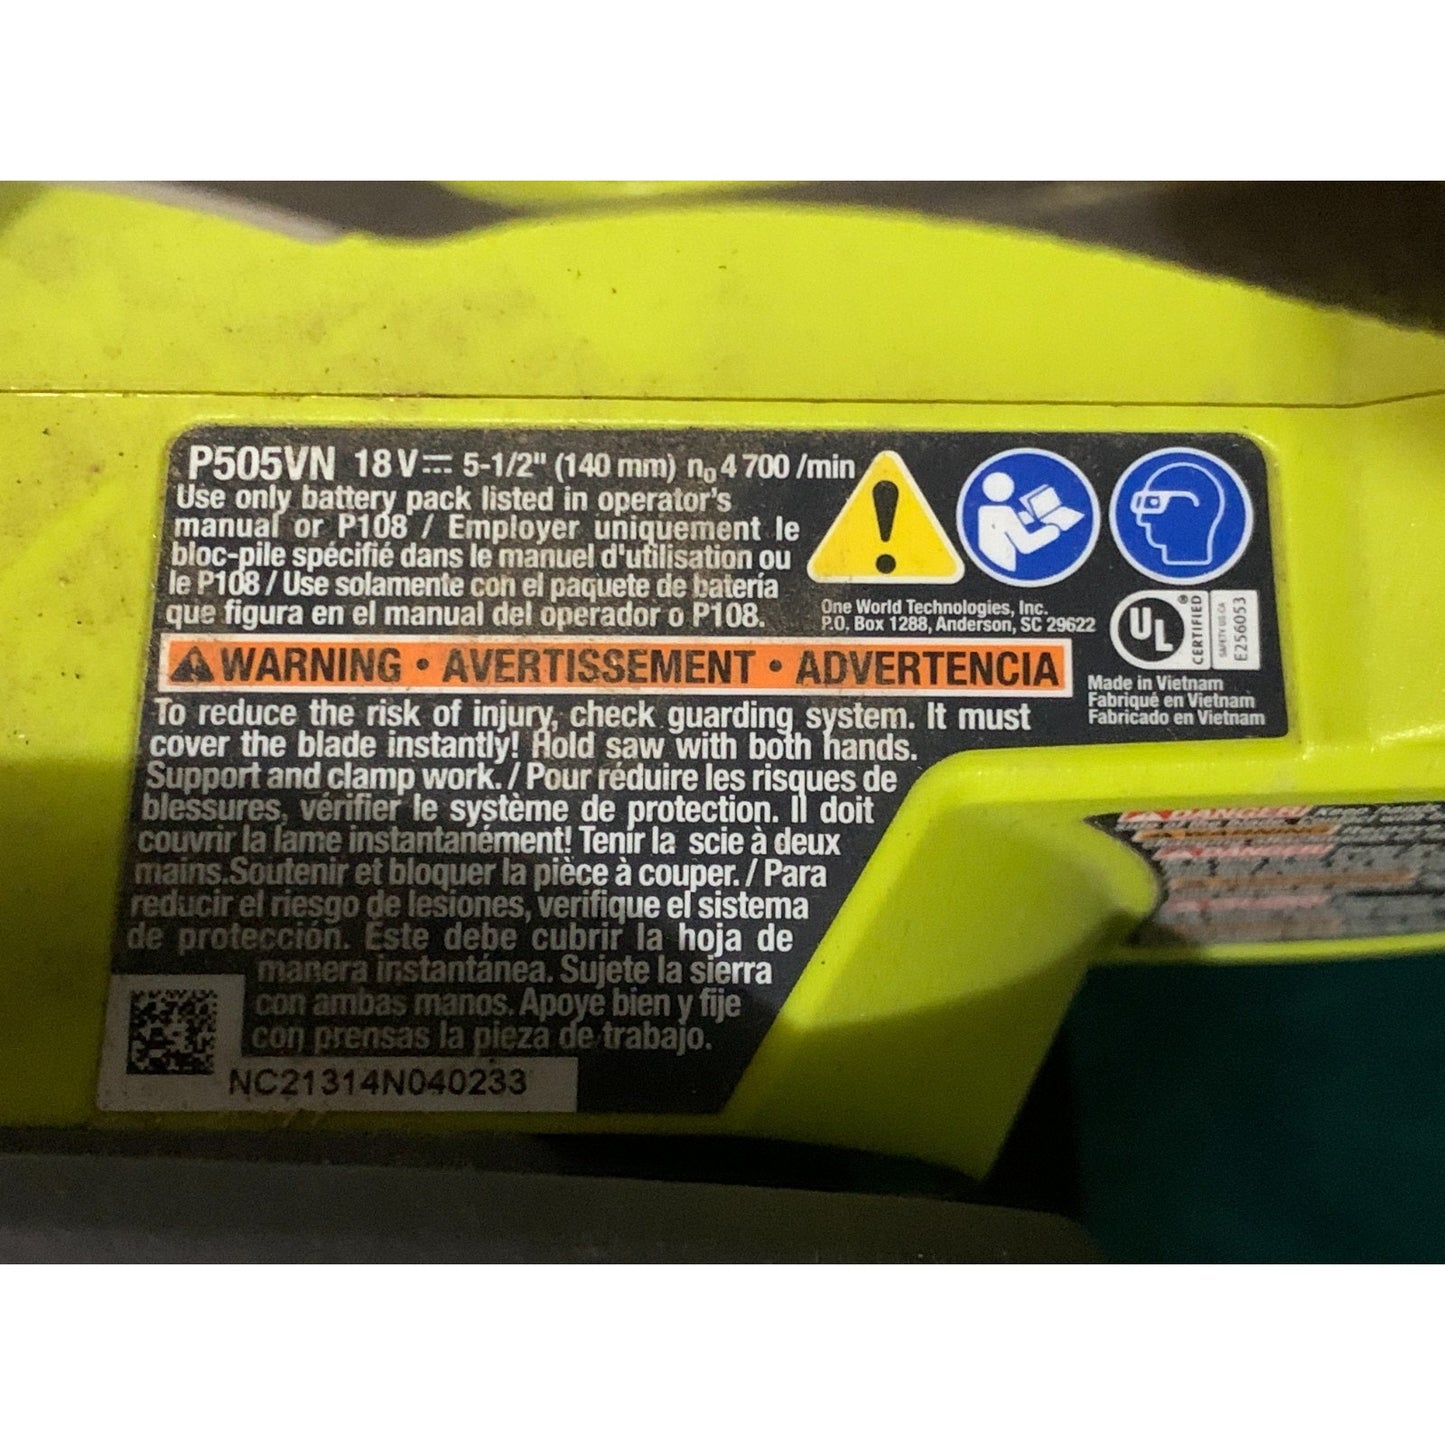 P505VN 18 V⎓ 5-1/2" (140 mm) n₀ 4 700 /min
Use only battery pack listed in operator's
manual or P108 / Employer uniquement le
bloc-pile spécifié dans le manuel d'utilisation ou
le P108 / Use solamente con el paquete de batería
que figura en el manual del operador o P108.
One World Technologies, Inc.
P.O. Box 1288, Anderson, SC 29622
UL®
CERTIFIED
SAFETY US CA
E256053
WARNING • AVERTISSEMENT • ADVERTENCIA
Made in Vietnam
Fabriqué en Vietnam
Fabricado en Vietnam
To reduce the risk of injury, check guarding system. It must
cover the blade instantly! Hold saw with both hands.
Support and clamp work. / Pour réduire les risques de
blessures, vérifier le système de protection. Il doit
couvrir la lame instantanément! Tenir la scie à deux
mains.Soutenir et bloquer la pièce à couper. / Para
reducir el riesgo de lesiones, verifique el sistema
de protección. Este debe cubrir la hoja de
manera instantánea. Sujete la sierra
con ambas manos. Apoye bien y fije
con prensas la pieza de trabajo.
NC21314N040233
DANGER! Keep hands